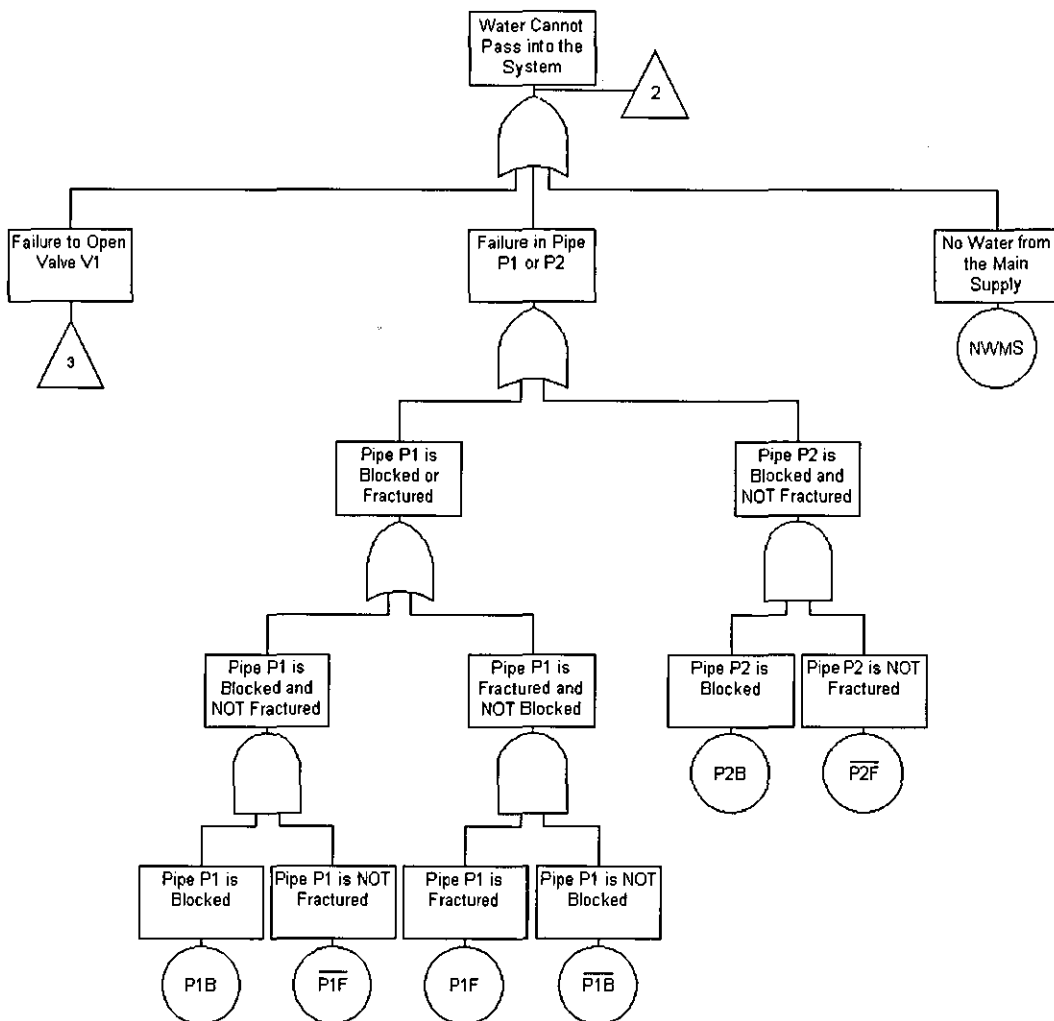 Water Cannot
Pass into the
System
2
Failure to Open
Valve V1
3
Failure in Pipe
P1 or P2
No Water from
the Main
Supply
NWMS
Pipe P1 is
Blocked or
Fractured
Pipe P2 is
Blocked and
NOT Fractured
Pipe P1 is
Blocked and
NOT Fractured
Pipe P1 is
Fractured and
NOT Blocked
Pipe P2 is
Blocked
Pipe P2 is NOT
Fractured
P2B
P̅2̅F̅
Pipe P1 is
Blocked
Pipe P1 is NOT
Fractured
Pipe P1 is
Fractured
Pipe P1 is NOT
Blocked
P1B
P̅1̅F̅
P1F
P̅1̅B̅